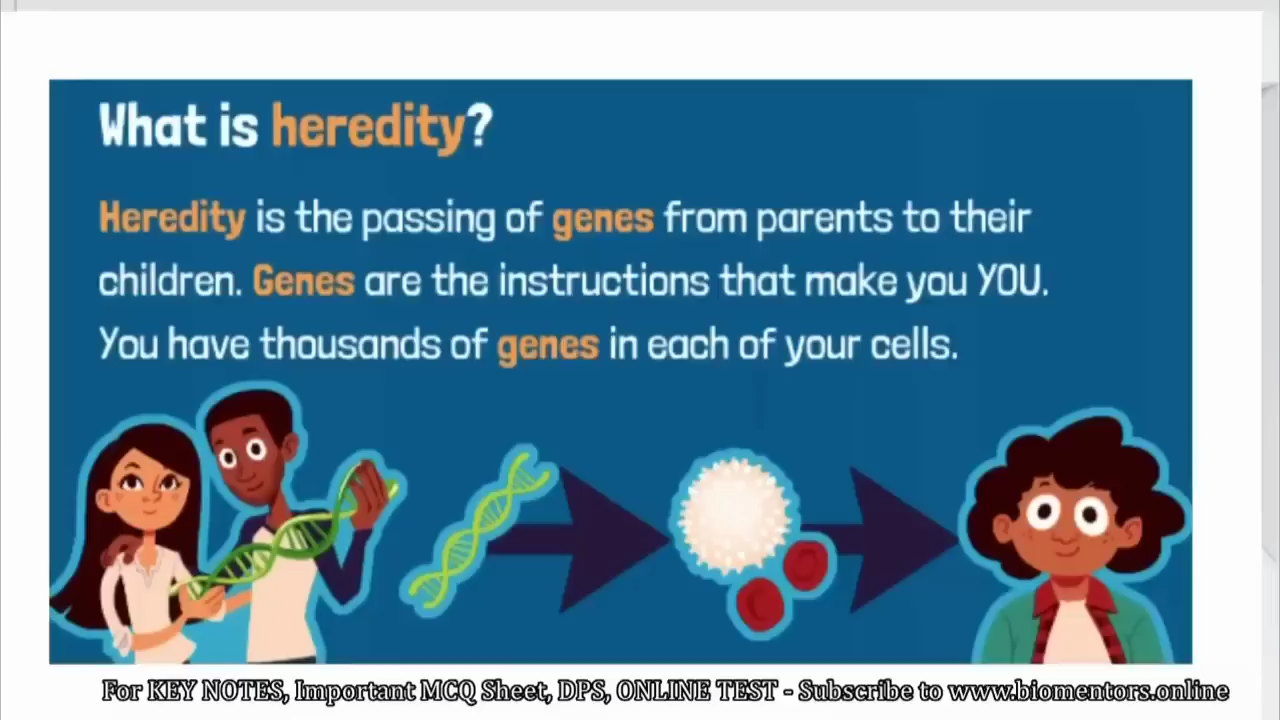 What is heredity?
Heredity is the passing of genes from parents to their
children. Genes are the instructions that make you YOU.
You have thousands of genes in each of your cells.
For KEY NOTES, Important MCQ Sheet, DPS, ONLINE TEST - Subscribe to www.biomentors.online